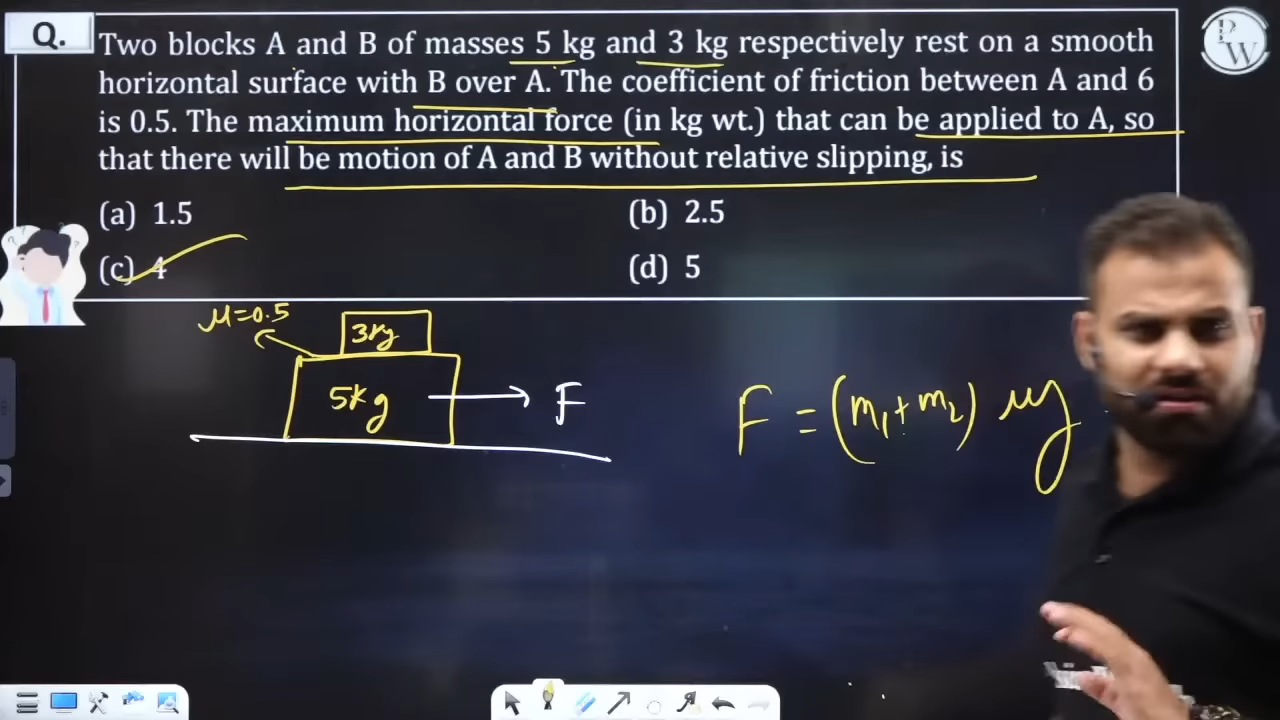 Q.
Two blocks A and B of masses 5 kg and 3 kg respectively rest on a smooth
horizontal surface with B over A. The coefficient of friction between A and 6
is 0.5. The maximum horizontal force (in kg wt.) that can be applied to A, so
that there will be motion of A and B without relative slipping, is
(a) 1.5
(b) 2.5
(c) 4
(d) 5
PW
μ=0.5
3kg
5kg
F
F = (m₁+m₂) μg